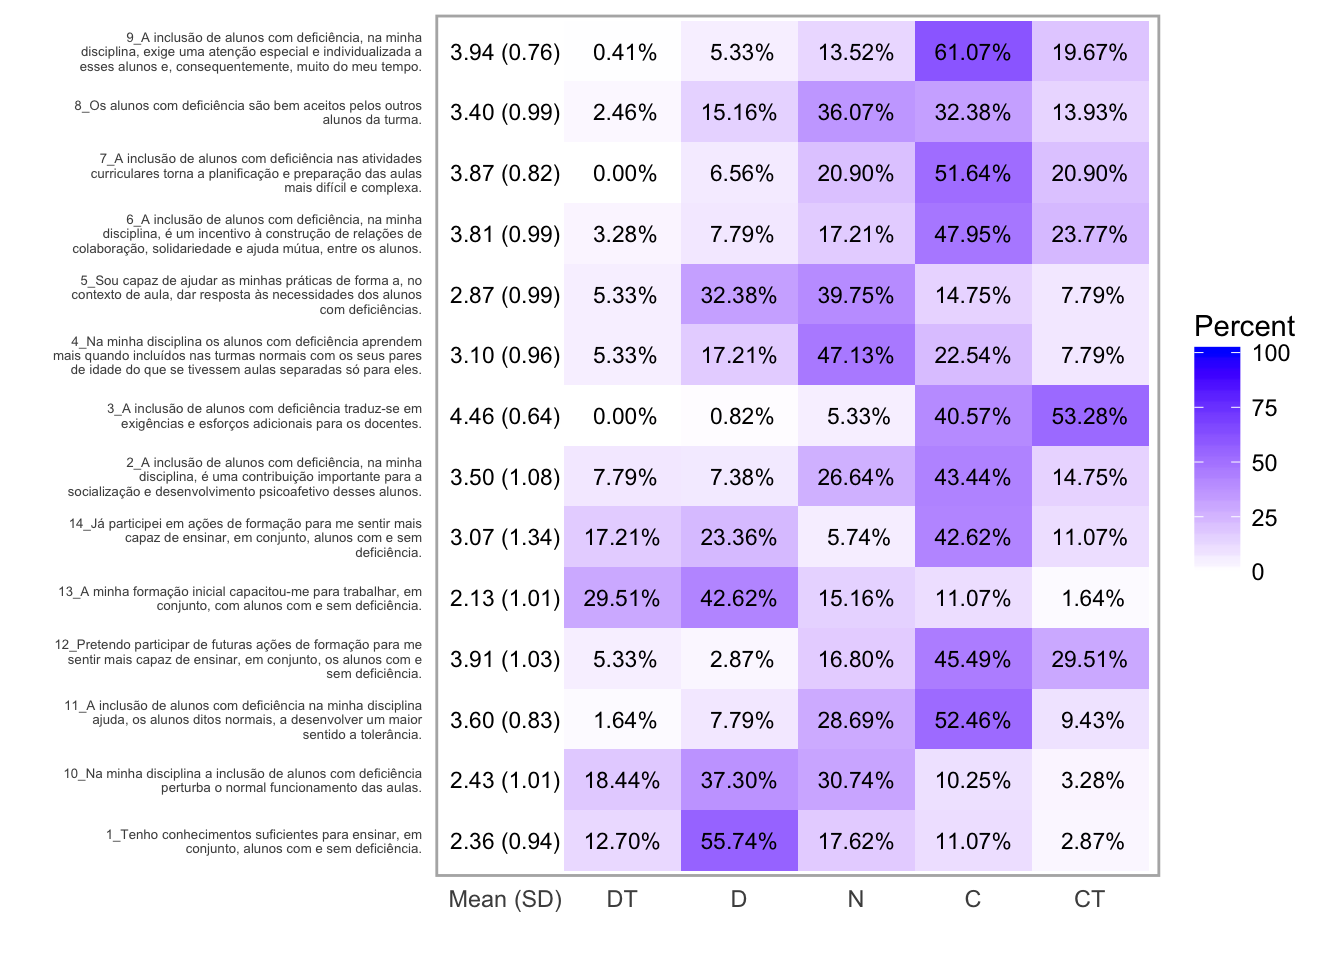 9_A inclusão de alunos com deficiência, na minha
disciplina, exige uma atenção especial e individualizada a
esses alunos e, consequentemente, muito do meu tempo.
3.94 (0.76) 0.41% 5.33% 13.52% 61.07% 19.67%
8_Os alunos com deficiência são bem aceitos pelos outros
alunos da turma.
3.40 (0.99) 2.46% 15.16% 36.07% 32.38% 13.93%
7_A inclusão de alunos com deficiência nas atividades
curriculares torna a planificação e preparação das aulas
mais difícil e complexa.
3.87 (0.82) 0.00% 6.56% 20.90% 51.64% 20.90%
6_A inclusão de alunos com deficiência, na minha
disciplina, é um incentivo à construção de relações de
colaboração, solidariedade e ajuda mútua, entre os alunos.
3.81 (0.99) 3.28% 7.79% 17.21% 47.95% 23.77%
5_Sou capaz de ajudar as minhas práticas de forma a, no
contexto de aula, dar resposta às necessidades dos alunos
com deficiências.
2.87 (0.99) 5.33% 32.38% 39.75% 14.75% 7.79%
4_Na minha disciplina os alunos com deficiência aprendem
mais quando incluídos nas turmas normais com os seus pares
de idade do que se tivessem aulas separadas só para eles.
3.10 (0.96) 5.33% 17.21% 47.13% 22.54% 7.79%
3_A inclusão de alunos com deficiência traduz-se em
exigências e esforços adicionais para os docentes.
4.46 (0.64) 0.00% 0.82% 5.33% 40.57% 53.28%
2_A inclusão de alunos com deficiência, na minha
disciplina, é uma contribuição importante para a
socialização e desenvolvimento psicoafetivo desses alunos.
3.50 (1.08) 7.79% 7.38% 26.64% 43.44% 14.75%
14_Já participei em ações de formação para me sentir mais
capaz de ensinar, em conjunto, alunos com e sem
deficiência.
3.07 (1.34) 17.21% 23.36% 5.74% 42.62% 11.07%
13_A minha formação inicial capacitou-me para trabalhar, em
conjunto, com alunos com e sem deficiência.
2.13 (1.01) 29.51% 42.62% 15.16% 11.07% 1.64%
12_Pretendo participar de futuras ações de formação para me
sentir mais capaz de ensinar, em conjunto, os alunos com e
sem deficiência.
3.91 (1.03) 5.33% 2.87% 16.80% 45.49% 29.51%
11_A inclusão de alunos com deficiência na minha disciplina
ajuda, os alunos ditos normais, a desenvolver um maior
sentido a tolerância.
3.60 (0.83) 1.64% 7.79% 28.69% 52.46% 9.43%
10_Na minha disciplina a inclusão de alunos com deficiência
perturba o normal funcionamento das aulas.
2.43 (1.01) 18.44% 37.30% 30.74% 10.25% 3.28%
1_Tenho conhecimentos suficientes para ensinar, em
conjunto, alunos com e sem deficiência.
2.36 (0.94) 12.70% 55.74% 17.62% 11.07% 2.87%
Mean (SD) DT D N C CT
Percent
100
75
50
25
0